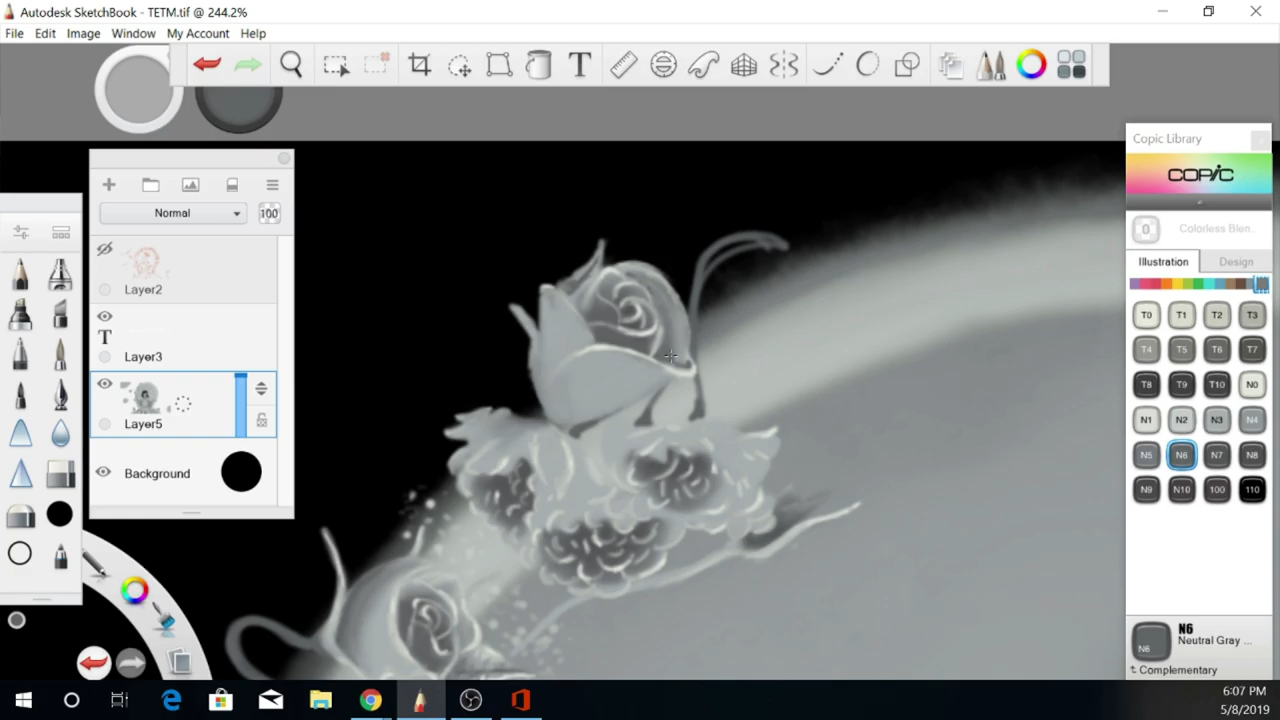 Autodesk SketchBook - TETM.tif @ 244.2%
File Edit Image Window My Account Help
T
Copic Library
COPIC
Normal 100
0 Colorless Blen..
Illustration Design
Layer2
T
Layer3
Layer5
Background
T0 T1 T2 T3
T4 T5 T6 T7
T8 T9 T10 N0
N1 N2 N3 N4
N5 N6 N7 N8
N9 N10 100 110
N6
N6
Neutral Gray ...
Complementary
6:07 PM
5/8/2019